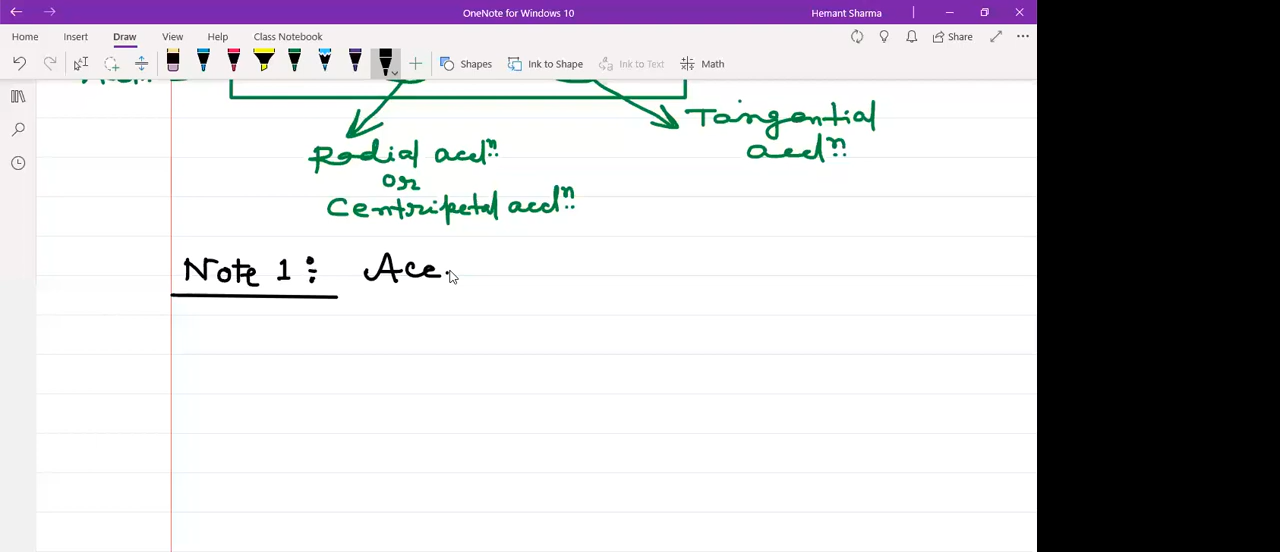 OneNote for Windows 10
Hemant Sharma
Home Insert Draw View Help Class Notebook
Share
Shapes Ink to Shape Ink to Text Math
Tangential
accl^n:
Radial accl^n:
or
Centripetal accl^n:
Note 1: Acc